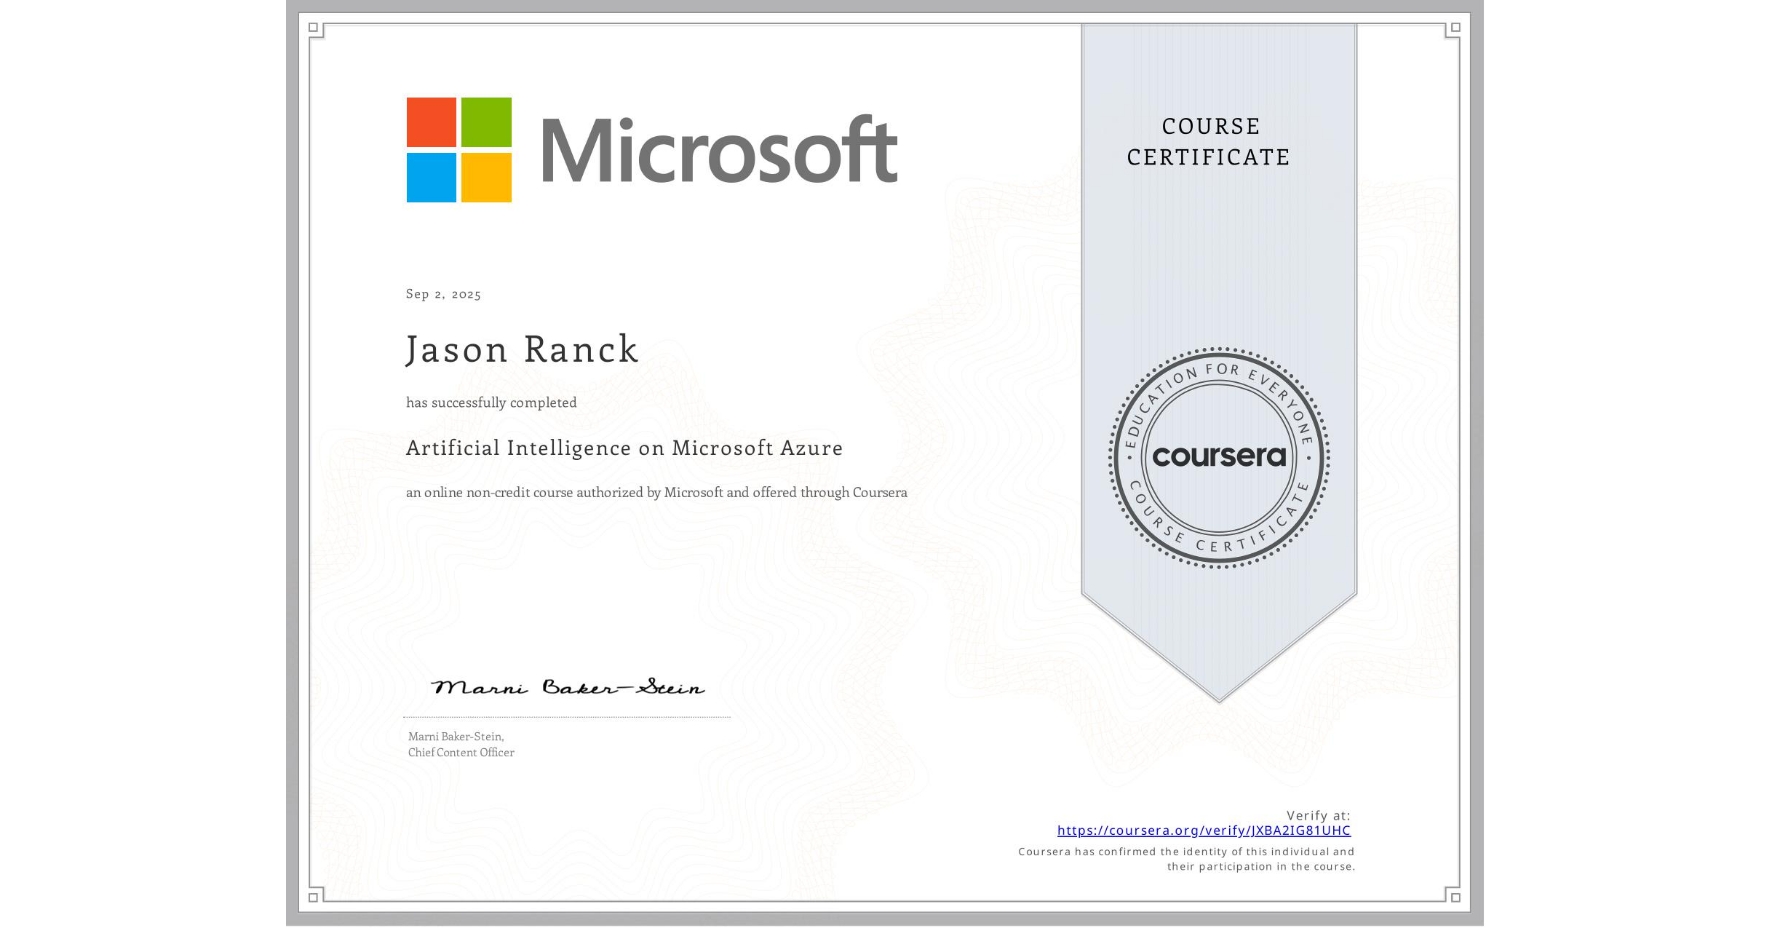 Microsoft
COURSE
CERTIFICATE
Sep 2, 2025
Jason Ranck
has successfully completed
Artificial Intelligence on Microsoft Azure
an online non-credit course authorized by Microsoft and offered through Coursera
EDUCATION FOR EVERYONE
coursera
COURSE CERTIFICATE
Marni Baker-Stein
Marni Baker-Stein,
Chief Content Officer
Verify at:
https://coursera.org/verify/JXBA2IG81UHC
Coursera has confirmed the identity of this individual and
their participation in the course.